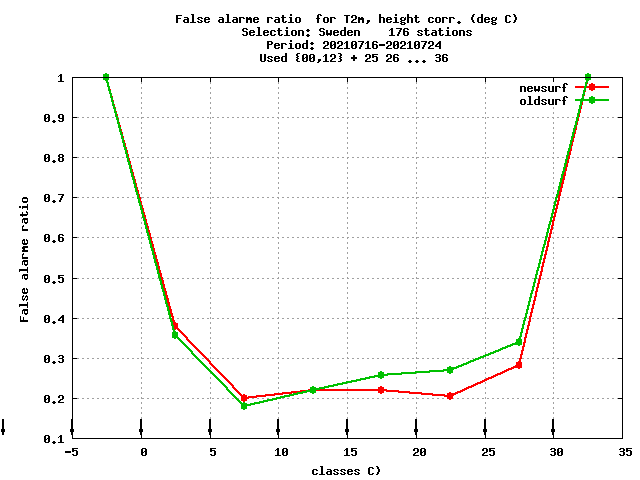 False alarme ratio  for T2m, height corr. (deg C)
Selection: Sweden    176 stations
Period: 20210716-20210724
Used {00,12} + 25 26 ... 36
newsurf
oldsurf
1
0.9
0.8
0.7
0.6
0.5
0.4
0.3
0.2
0.1
False alarme ratio
-5 0 5 10 15 20 25 30 35
classes C)